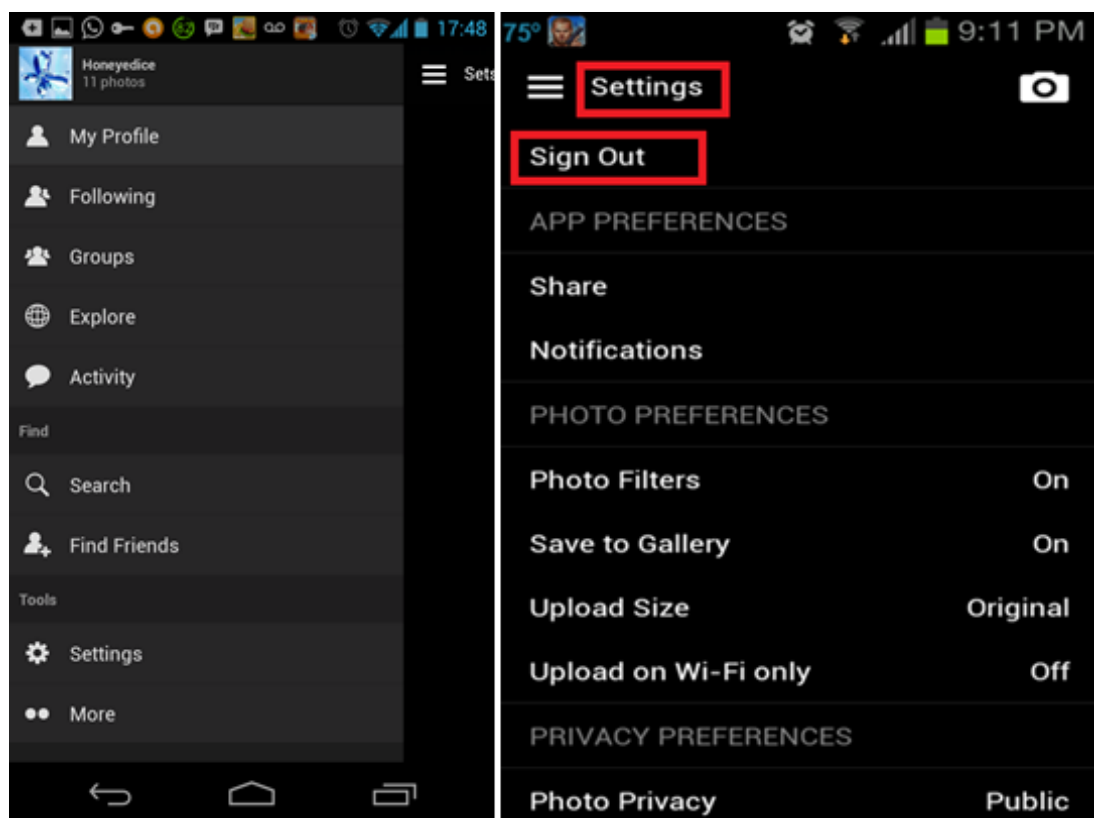 17:48
Honeyedice
11 photos
Sets
My Profile
Following
Groups
Explore
Activity
Find
Search
Find Friends
Tools
Settings
More
75° 9:11 PM
Settings
Sign Out
APP PREFERENCES
Share
Notifications
PHOTO PREFERENCES
Photo Filters On
Save to Gallery On
Upload Size Original
Upload on Wi-Fi only Off
PRIVACY PREFERENCES
Photo Privacy Public